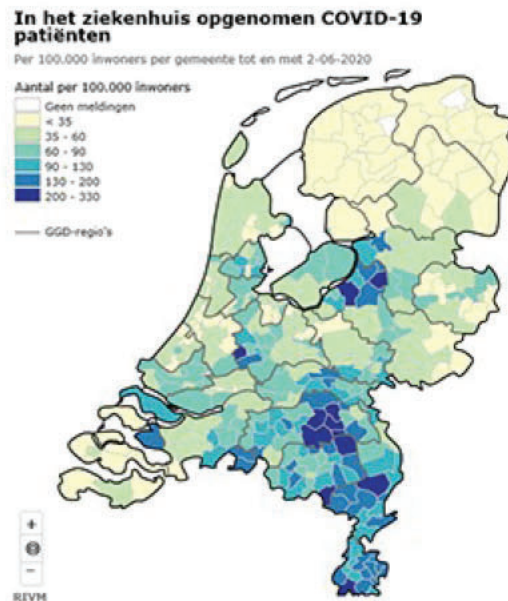 In het ziekenhuis opgenomen COVID-19
patiënten
Per 100.000 inwoners per gemeente tot en met 2-06-2020
Aantal per 100.000 inwoners
Geen meldingen
< 35
35 - 60
60 - 90
90 - 130
130 - 200
200 - 330
GGD-regio's
+
−
RIVM